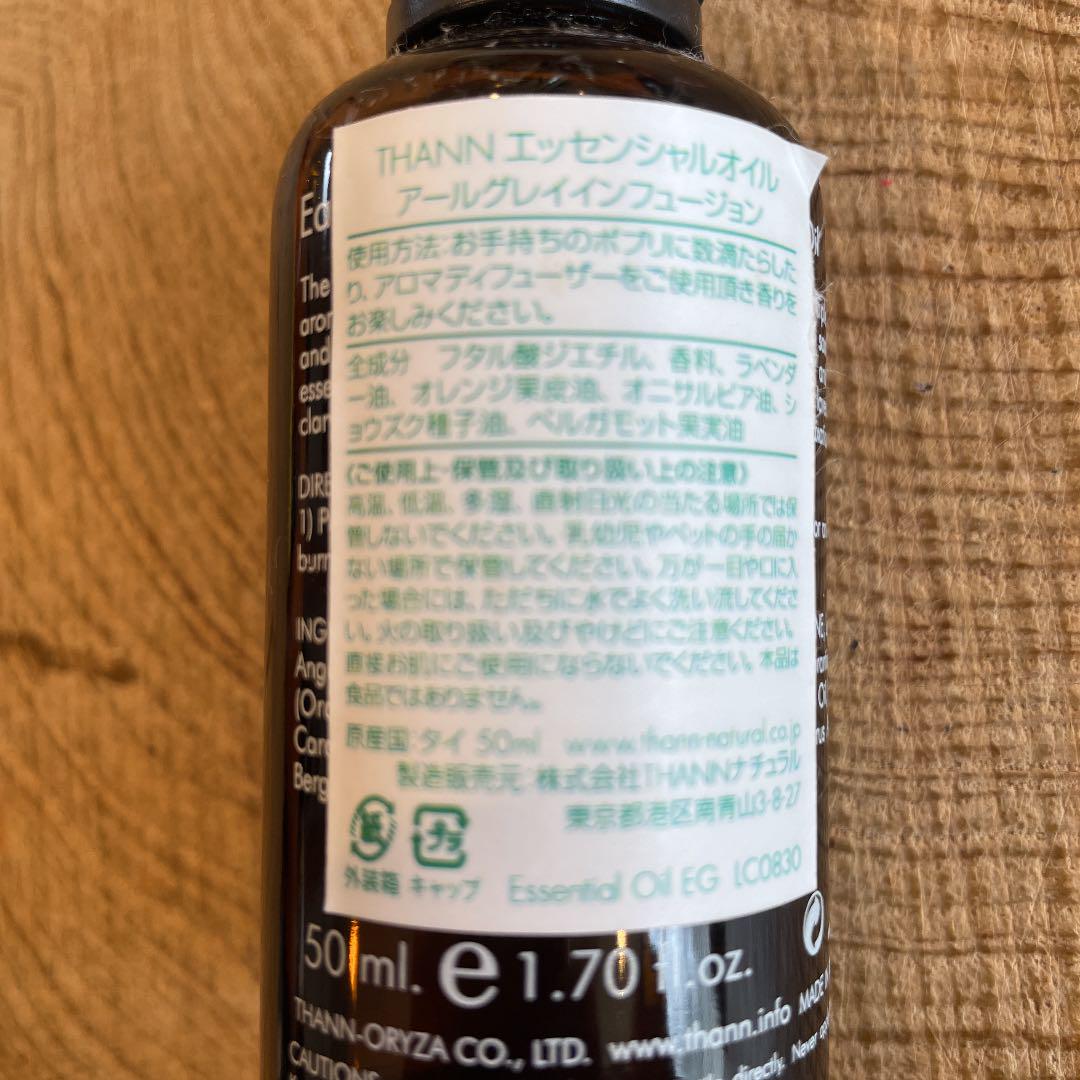 THANN エッセンシャルオイル
アールグレイインフュージョン
使用方法:お手持ちのポプリに数滴たらした
り、アロマディフューザーをご使用頂き香りを
お楽しみください。
全成分 フタル酸ジエチル、香料、ラベンダ
ー油、オレンジ果皮油、オニサルビア油、シ
ョウズク種子油、ベルガモット果実油
《ご使用上・保管及び取り扱い上の注意》
高温、低温、多湿、直射日光の当たる場所では保
管しないでください。乳幼児やペットの手の届か
ない場所で保管してください。万が一目や口に入
った場合には、ただちに水でよく洗い流してくださ
い。火の取り扱い及びやけどにご注意ください。
直接お肌にご使用にならないでください。本品は
食品ではありません。
原産国:タイ 50ml www.thann-natural.co.jp
製造販売元:株式会社THANNナチュラル
東京都港区南青山3-8-27
紙 プラ
外装箱 キャップ Essential Oil EG LC0830
The
and
DIRE
1) P
ING
50 ml. e 1.70 fl.oz.
THANN-ORYZA CO., LTD. www.thann.info MADE IN
CAUTIONS directly. Never